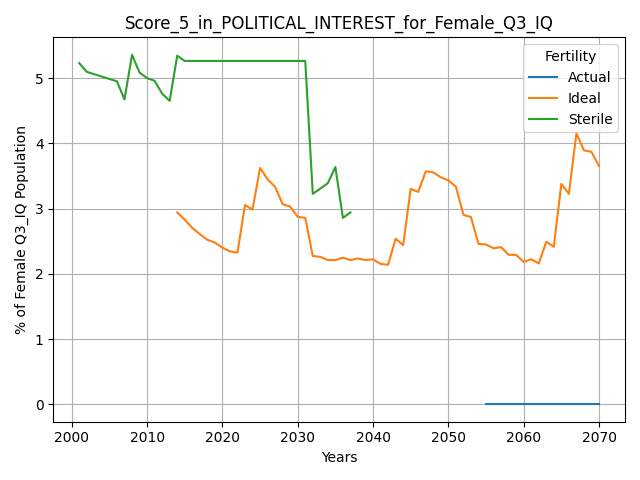 Score_5_in_POLITICAL_INTEREST_for_Female_Q3_IQ
% of Female Q3_IQ Population
5
4
3
2
1
0
Fertility
Actual
Ideal
Sterile
2000 2010 2020 2030 2040 2050 2060 2070
Years